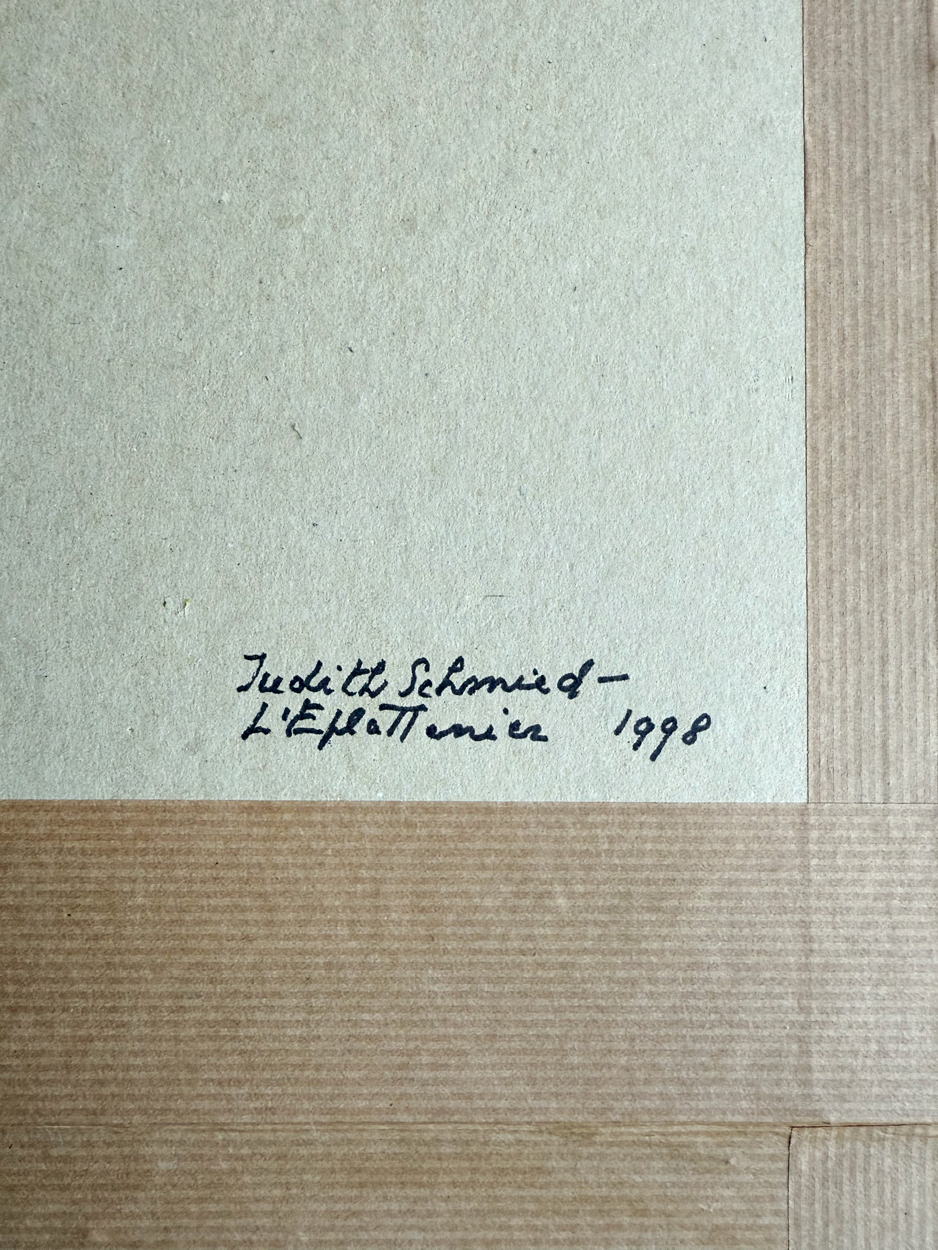 Judith Schmied-
L'Eplattenier 1998